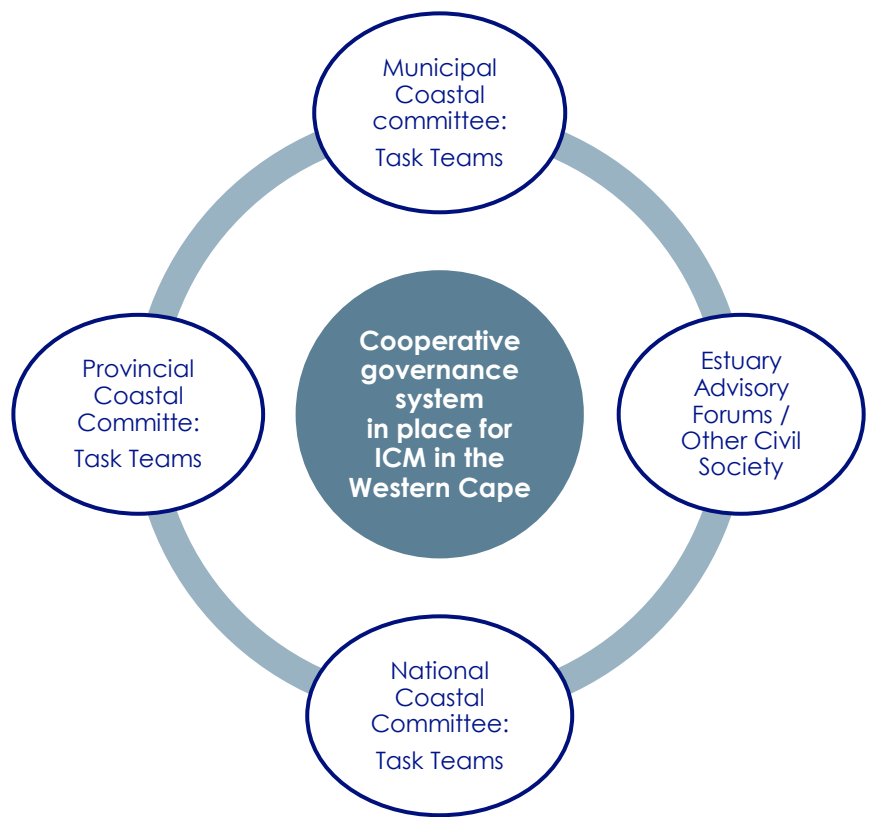 Municipal
Coastal
committee:
Task Teams
Provincial
Coastal
Committe:
Task Teams
Cooperative
governance
system
in place for
ICM in the
Western Cape
Estuary
Advisory
Forums /
Other Civil
Society
National
Coastal
Committee:
Task Teams